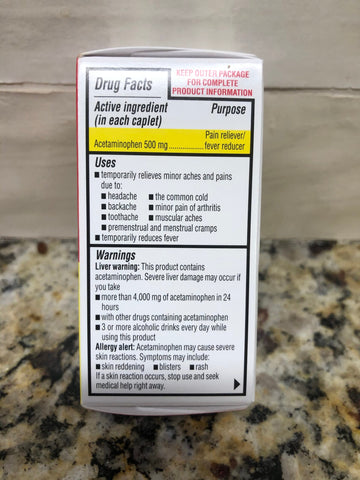 Drug Facts
KEEP OUTER PACKAGE
FOR COMPLETE
PRODUCT INFORMATION
Active ingredient Purpose
(in each caplet)
Pain reliever/
Acetaminophen 500 mg..................fever reducer
Uses
■ temporarily relieves minor aches and pains
due to:
■ headache ■ the common cold
■ backache ■ minor pain of arthritis
■ toothache ■ muscular aches
■ premenstrual and menstrual cramps
■ temporarily reduces fever
Warnings
Liver warning: This product contains
acetaminophen. Severe liver damage may occur if
you take
■ more than 4,000 mg of acetaminophen in 24
hours
■ with other drugs containing acetaminophen
■ 3 or more alcoholic drinks every day while
using this product
Allergy alert: Acetaminophen may cause severe
skin reactions. Symptoms may include:
■ skin reddening ■ blisters ■ rash
If a skin reaction occurs, stop use and seek
medical help right away.